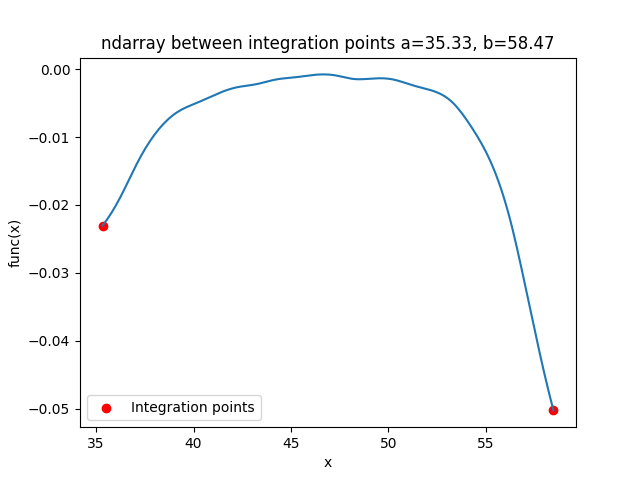 ndarray between integration points a=35.33, b=58.47
0.00
−0.01
−0.02
−0.03
−0.04
−0.05
func(x)
Integration points
35
40
45
50
55
x